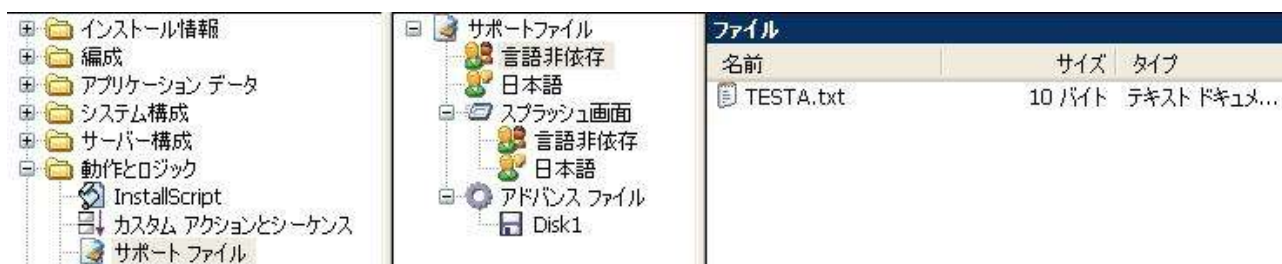 インストール情報
編成
アプリケーション データ
システム構成
サーバー構成
動作とロジック
InstallScript
カスタム アクションとシーケンス
サポート ファイル
サポートファイル
言語非依存
日本語
スプラッシュ画面
言語非依存
日本語
アドバンス ファイル
Disk1
ファイル
名前 サイズ タイプ
TESTA.txt 10 バイト テキスト ドキュメ...